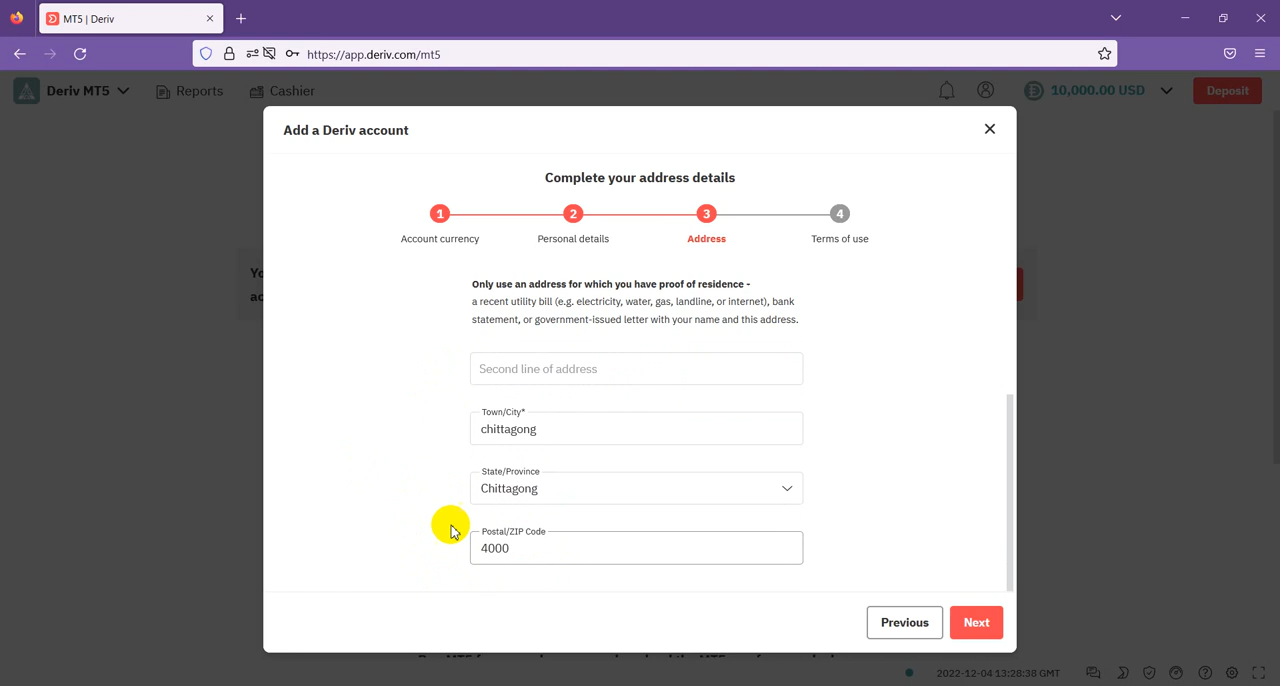 MT5 | Deriv
https://app.deriv.com/mt5
Deriv MT5
Reports
Cashier
10,000.00 USD
Deposit
Add a Deriv account
Complete your address details
1
2
3
4
Account currency
Personal details
Address
Terms of use
Only use an address for which you have proof of residence -
a recent utility bill (e.g. electricity, water, gas, landline, or internet), bank
statement, or government-issued letter with your name and this address.
Second line of address
Town/City*
chittagong
State/Province
Chittagong
Postal/ZIP Code
4000
Previous
Next
2022-12-04 13:28:38 GMT